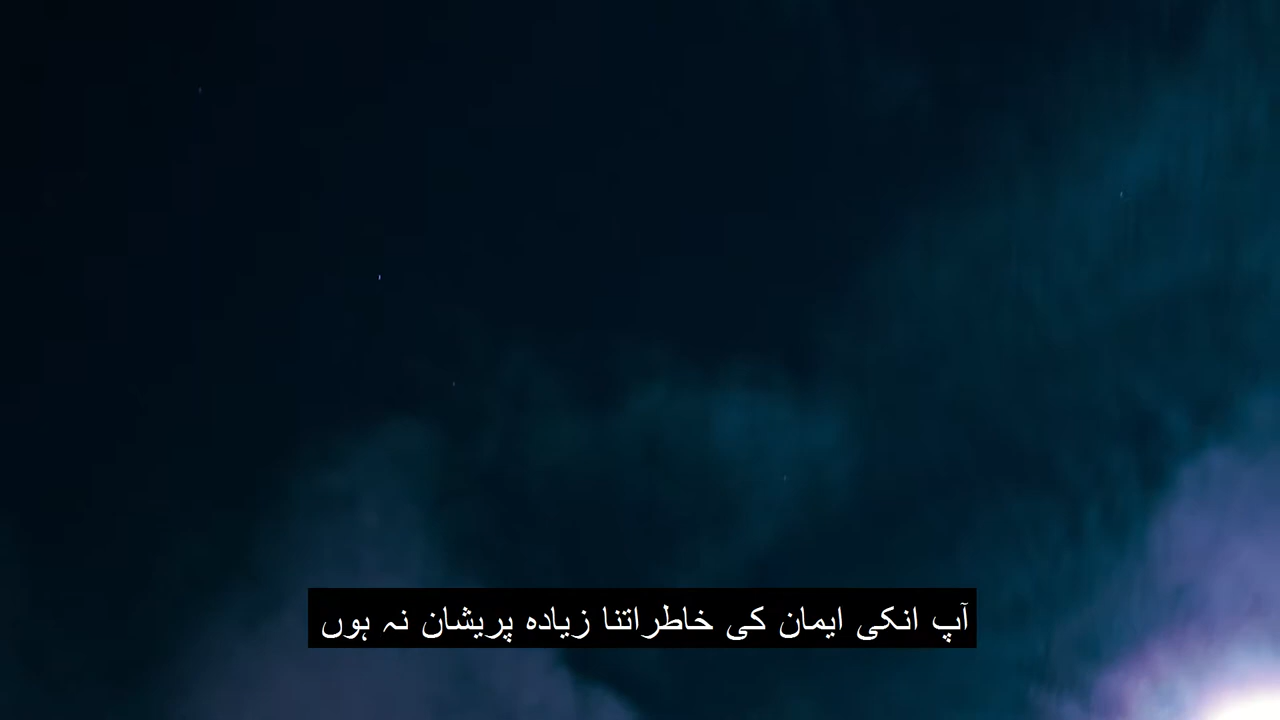 آپ انکی ایمان کی خاطراتنا زیادہ پریشان نہ ہوں